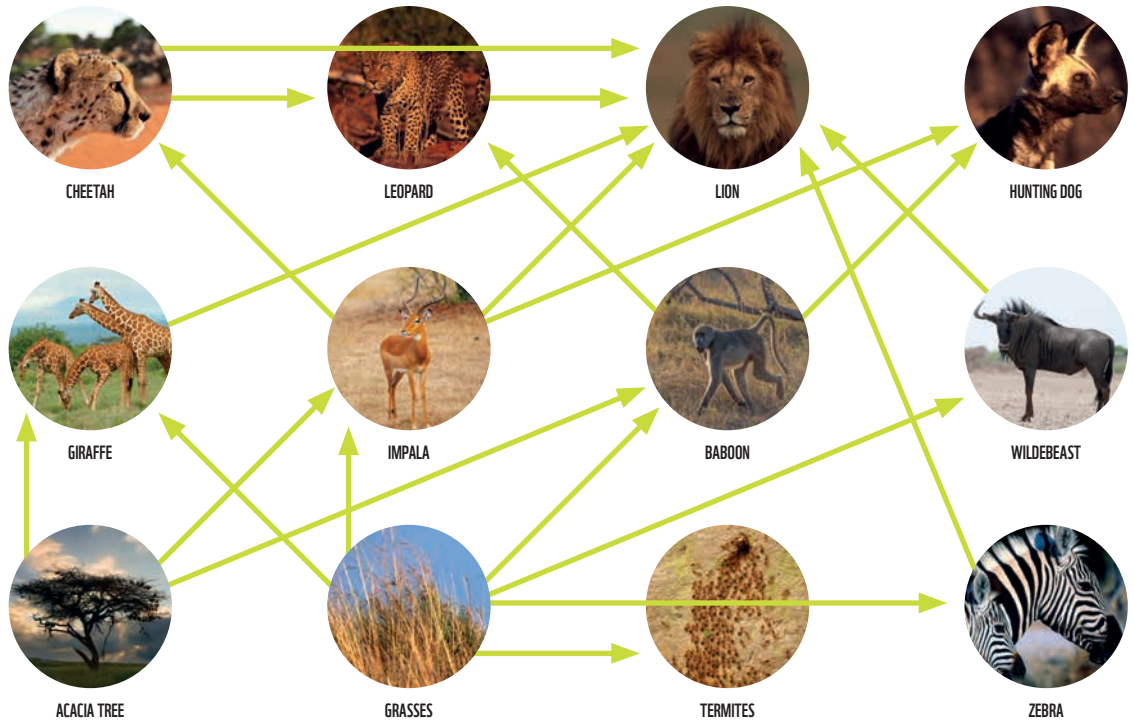 CHEETAH
LEOPARD
LION
HUNTING DOG
GIRAFFE
IMPALA
BABOON
WILDEBEAST
ACACIA TREE
GRASSES
TERMITES
ZEBRA